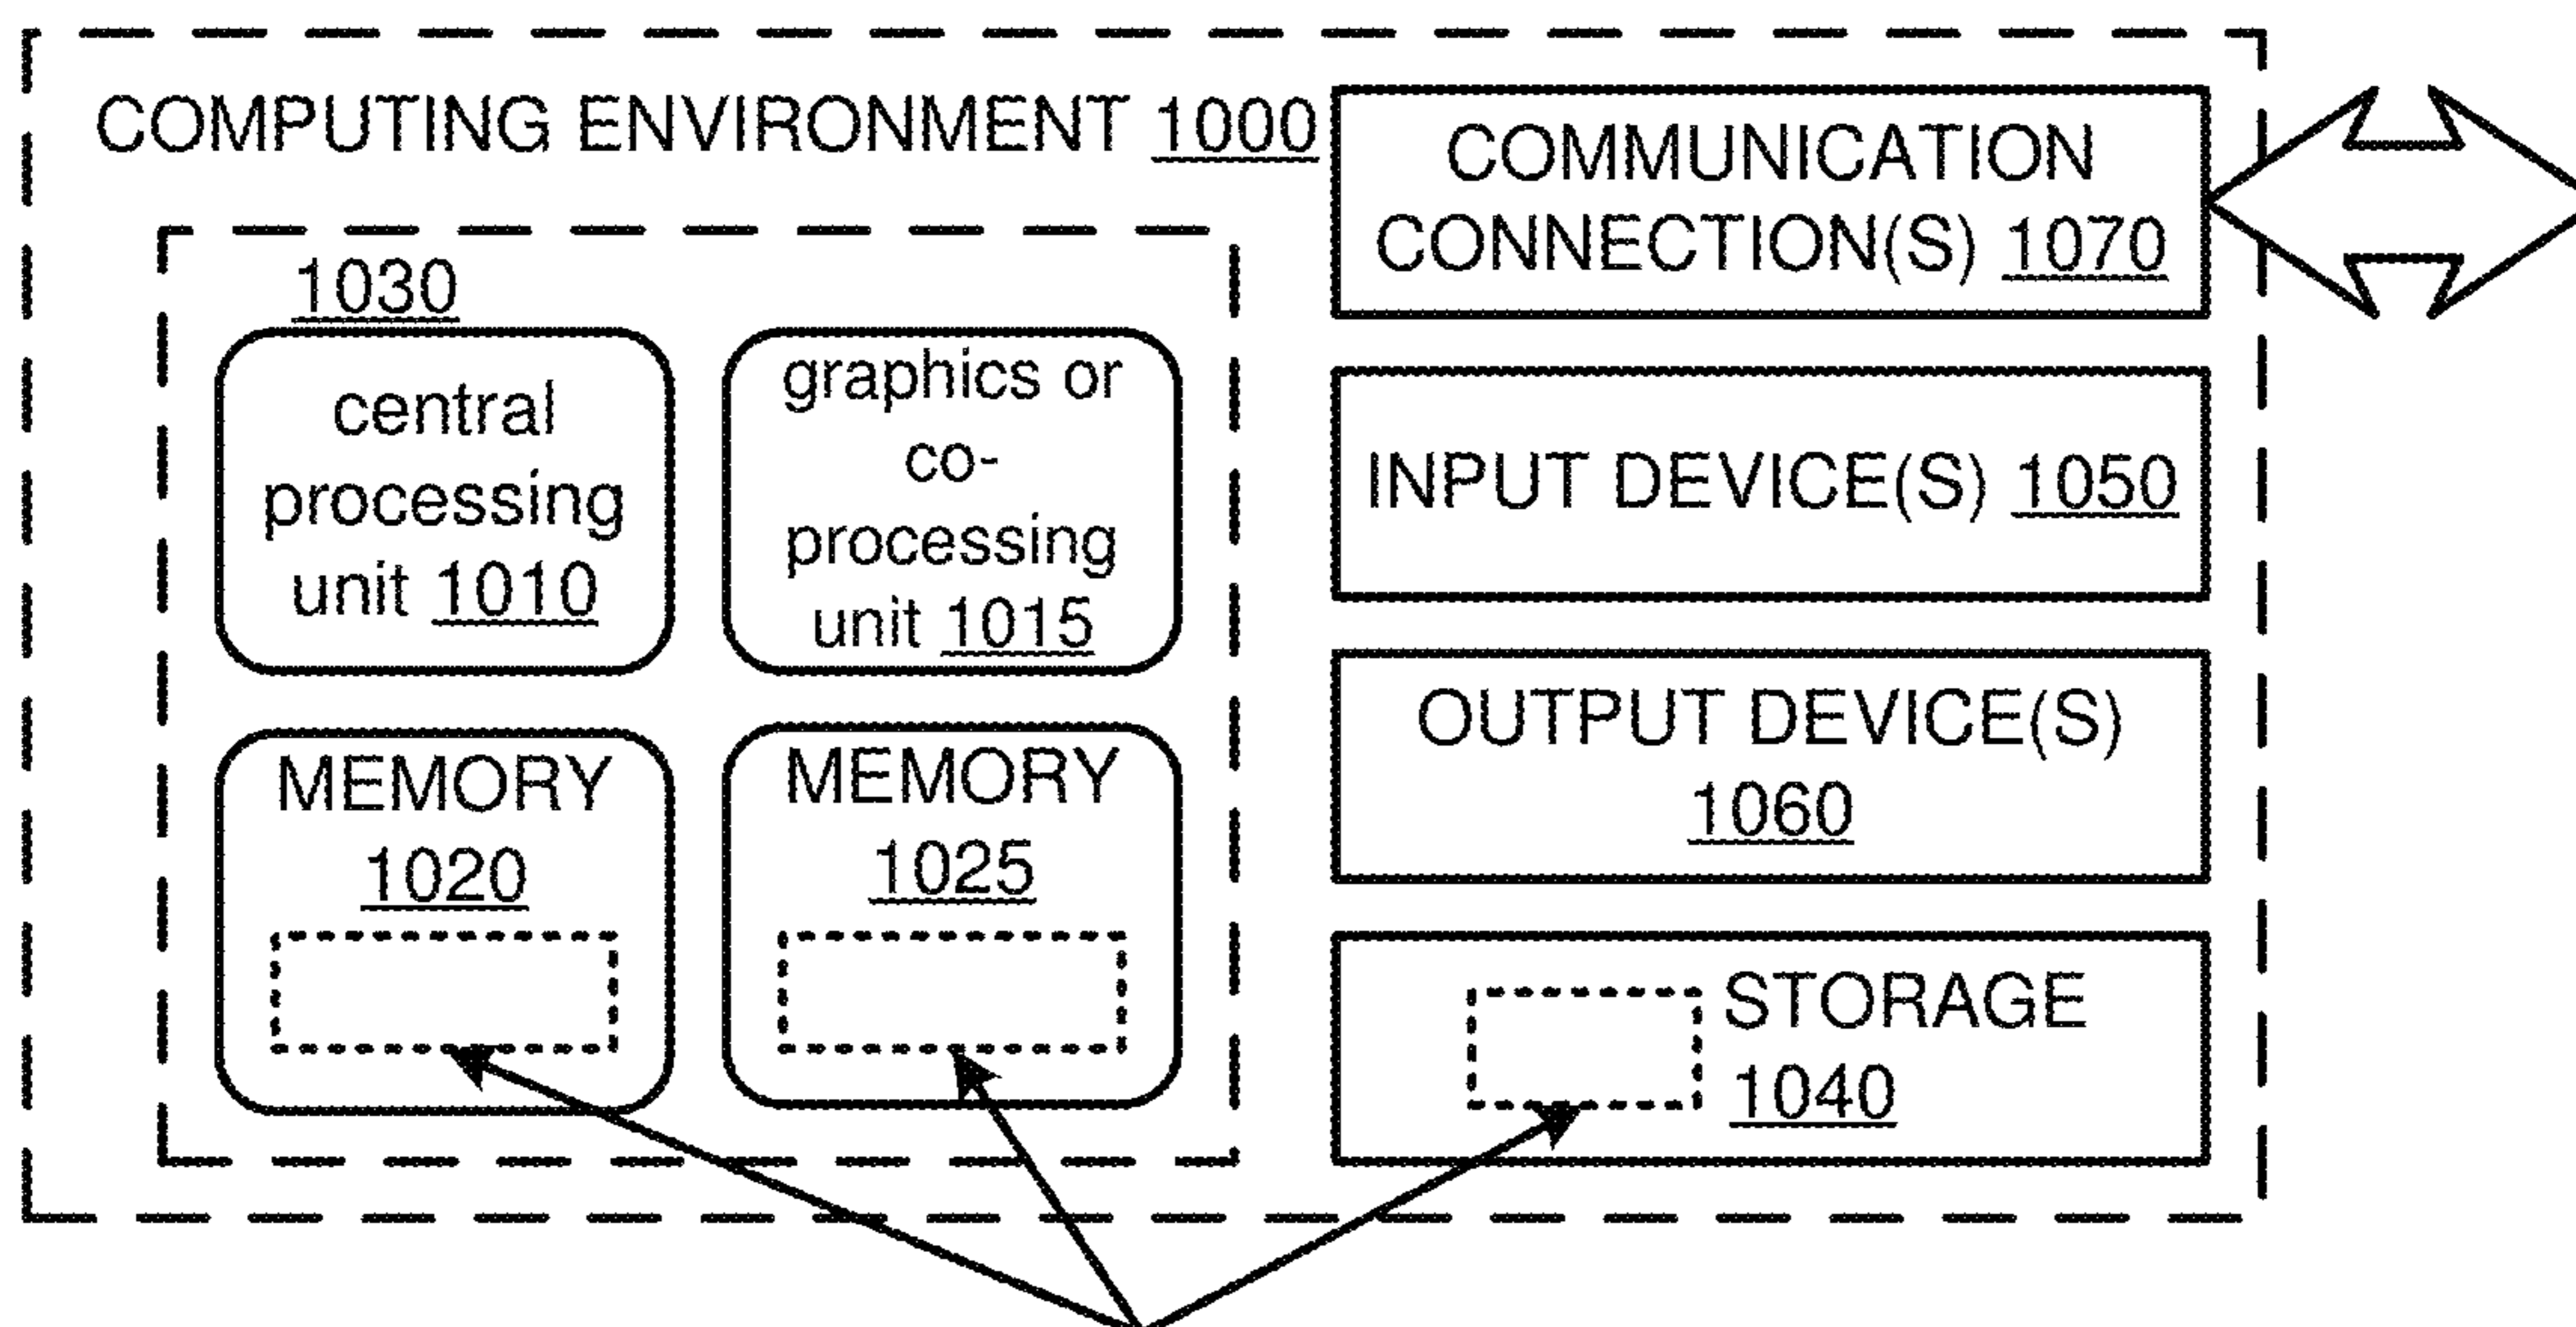 COMPUTING ENVIRONMENT 1000
1030
central
processing
unit 1010
graphics or
co-
processing
unit 1015
MEMORY
1020
MEMORY
1025
COMMUNICATION
CONNECTION(S) 1070
INPUT DEVICE(S) 1050
OUTPUT DEVICE(S)
1060
STORAGE
1040